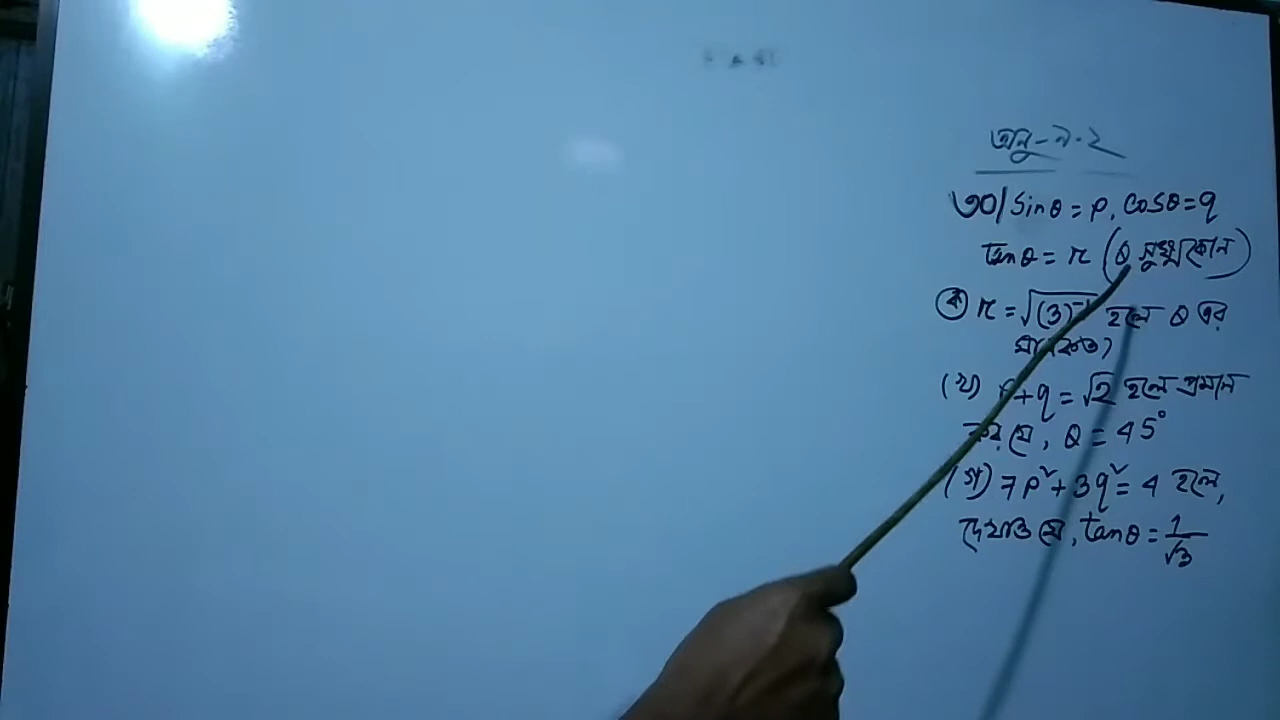 অনু-৯.২
৩০| Sinθ = P, Cosθ = q
tanθ = r (θ সূক্ষ্মকোণ)
(ক) r = √(3)⁻¹ হলে θ এর
মান কত?
(খ) P+q = √2 হলে প্রমান
কর যে, θ = 45°
(গ) 7P² + 3q² = 4 হলে,
দেখাও যে, tanθ = 1/√3